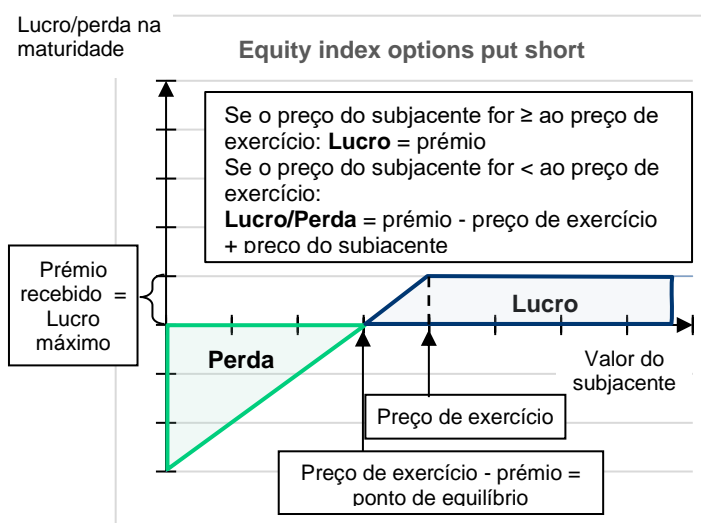 Lucro/perda na
maturidade
Equity index options put short
Se o preço do subjacente for ≥ ao preço de
exercício: Lucro = prémio
Se o preço do subjacente for < ao preço de
exercício:
Lucro/Perda = prémio - preço de exercício
+ preço do subjacente
Prémio
recebido =
Lucro
máximo
Lucro
Perda
Valor do
subjacente
Preço de exercício
Preço de exercício - prémio =
ponto de equilíbrio